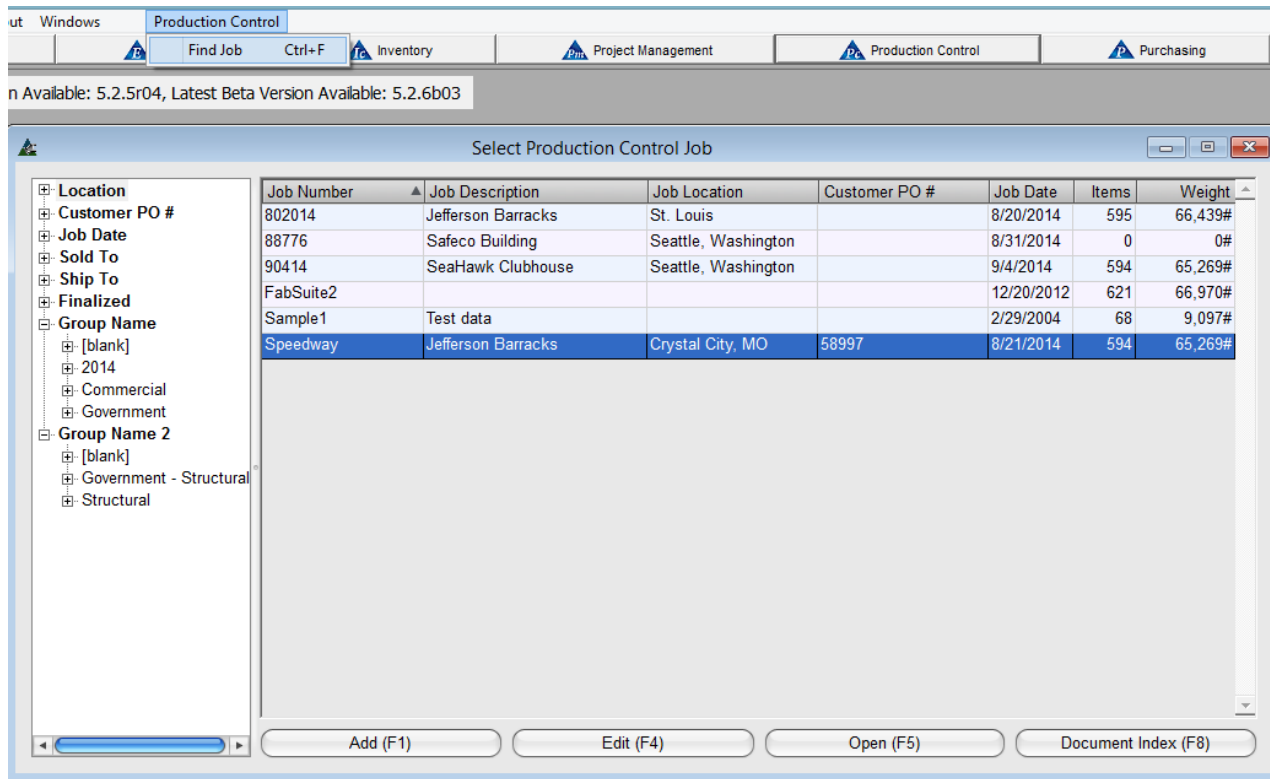 ut Windows Production Control
Find Job Ctrl+F
E Ic Inventory Pm Project Management Pc Production Control P Purchasing
n Available: 5.2.5r04, Latest Beta Version Available: 5.2.6b03
Select Production Control Job
Location
Customer PO #
Job Date
Sold To
Ship To
Finalized
Group Name
[blank]
2014
Commercial
Government
Group Name 2
[blank]
Government - Structural
Structural
Job Number Job Description Job Location Customer PO # Job Date Items Weight
802014 Jefferson Barracks St. Louis 8/20/2014 595 66,439#
88776 Safeco Building Seattle, Washington 8/31/2014 0 0#
90414 SeaHawk Clubhouse Seattle, Washington 9/4/2014 594 65,269#
FabSuite2 12/20/2012 621 66,970#
Sample1 Test data 2/29/2004 68 9,097#
Speedway Jefferson Barracks Crystal City, MO 58997 8/21/2014 594 65,269#
Add (F1) Edit (F4) Open (F5) Document Index (F8)